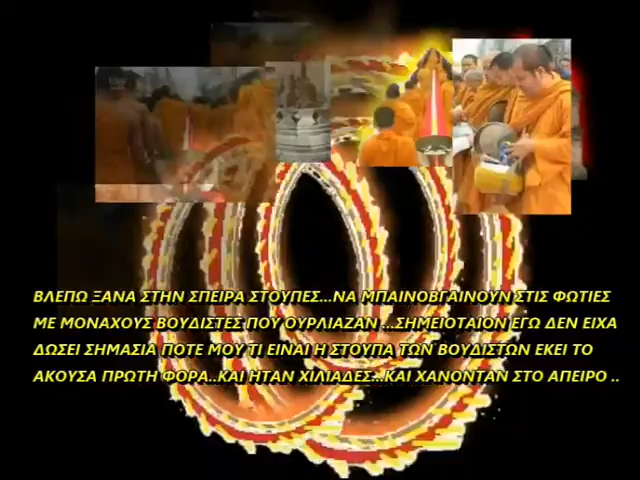 ΒΛΕΠΩ ΞΑΝΑ ΣΤΗΝ ΣΠΕΙΡΑ ΣΤΟΥΠΕΣ...ΝΑ ΜΠΑΙΝΟΒΓΑΙΝΟΥΝ ΣΤΙΣ ΦΩΤΙΕΣ
ΜΕ ΜΟΝΑΧΟΥΣ ΒΟΥΔΙΣΤΕΣ ΠΟΥ ΟΥΡΛΙΑΖΑΝ ...ΣΗΜΕΙΟΤΑΙΟΝ ΕΓΩ ΔΕΝ ΕΙΧΑ
ΔΩΣΕΙ ΣΗΜΑΣΙΑ ΠΟΤΕ ΜΟΥ ΤΙ ΕΙΝΑΙ Η ΣΤΟΥΠΑ ΤΩΝ ΒΟΥΔΙΣΤΩΝ ΕΚΕΙ ΤΟ
ΑΚΟΥΣΑ ΠΡΩΤΗ ΦΟΡΑ..ΚΑΙ ΗΤΑΝ ΧΙΛΙΑΔΕΣ...ΚΑΙ ΧΑΝΟΝΤΑΝ ΣΤΟ ΑΠΕΙΡΟ ..